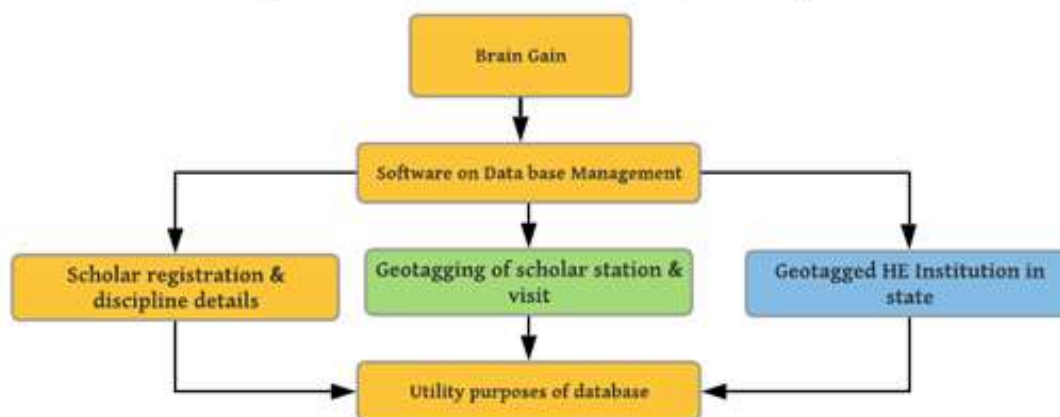 Brain Gain
Software on Data base Management
Scholar registration &
discipline details
Geotagging of scholar station &
visit
Geotagged HE Institution in
state
Utility purposes of database